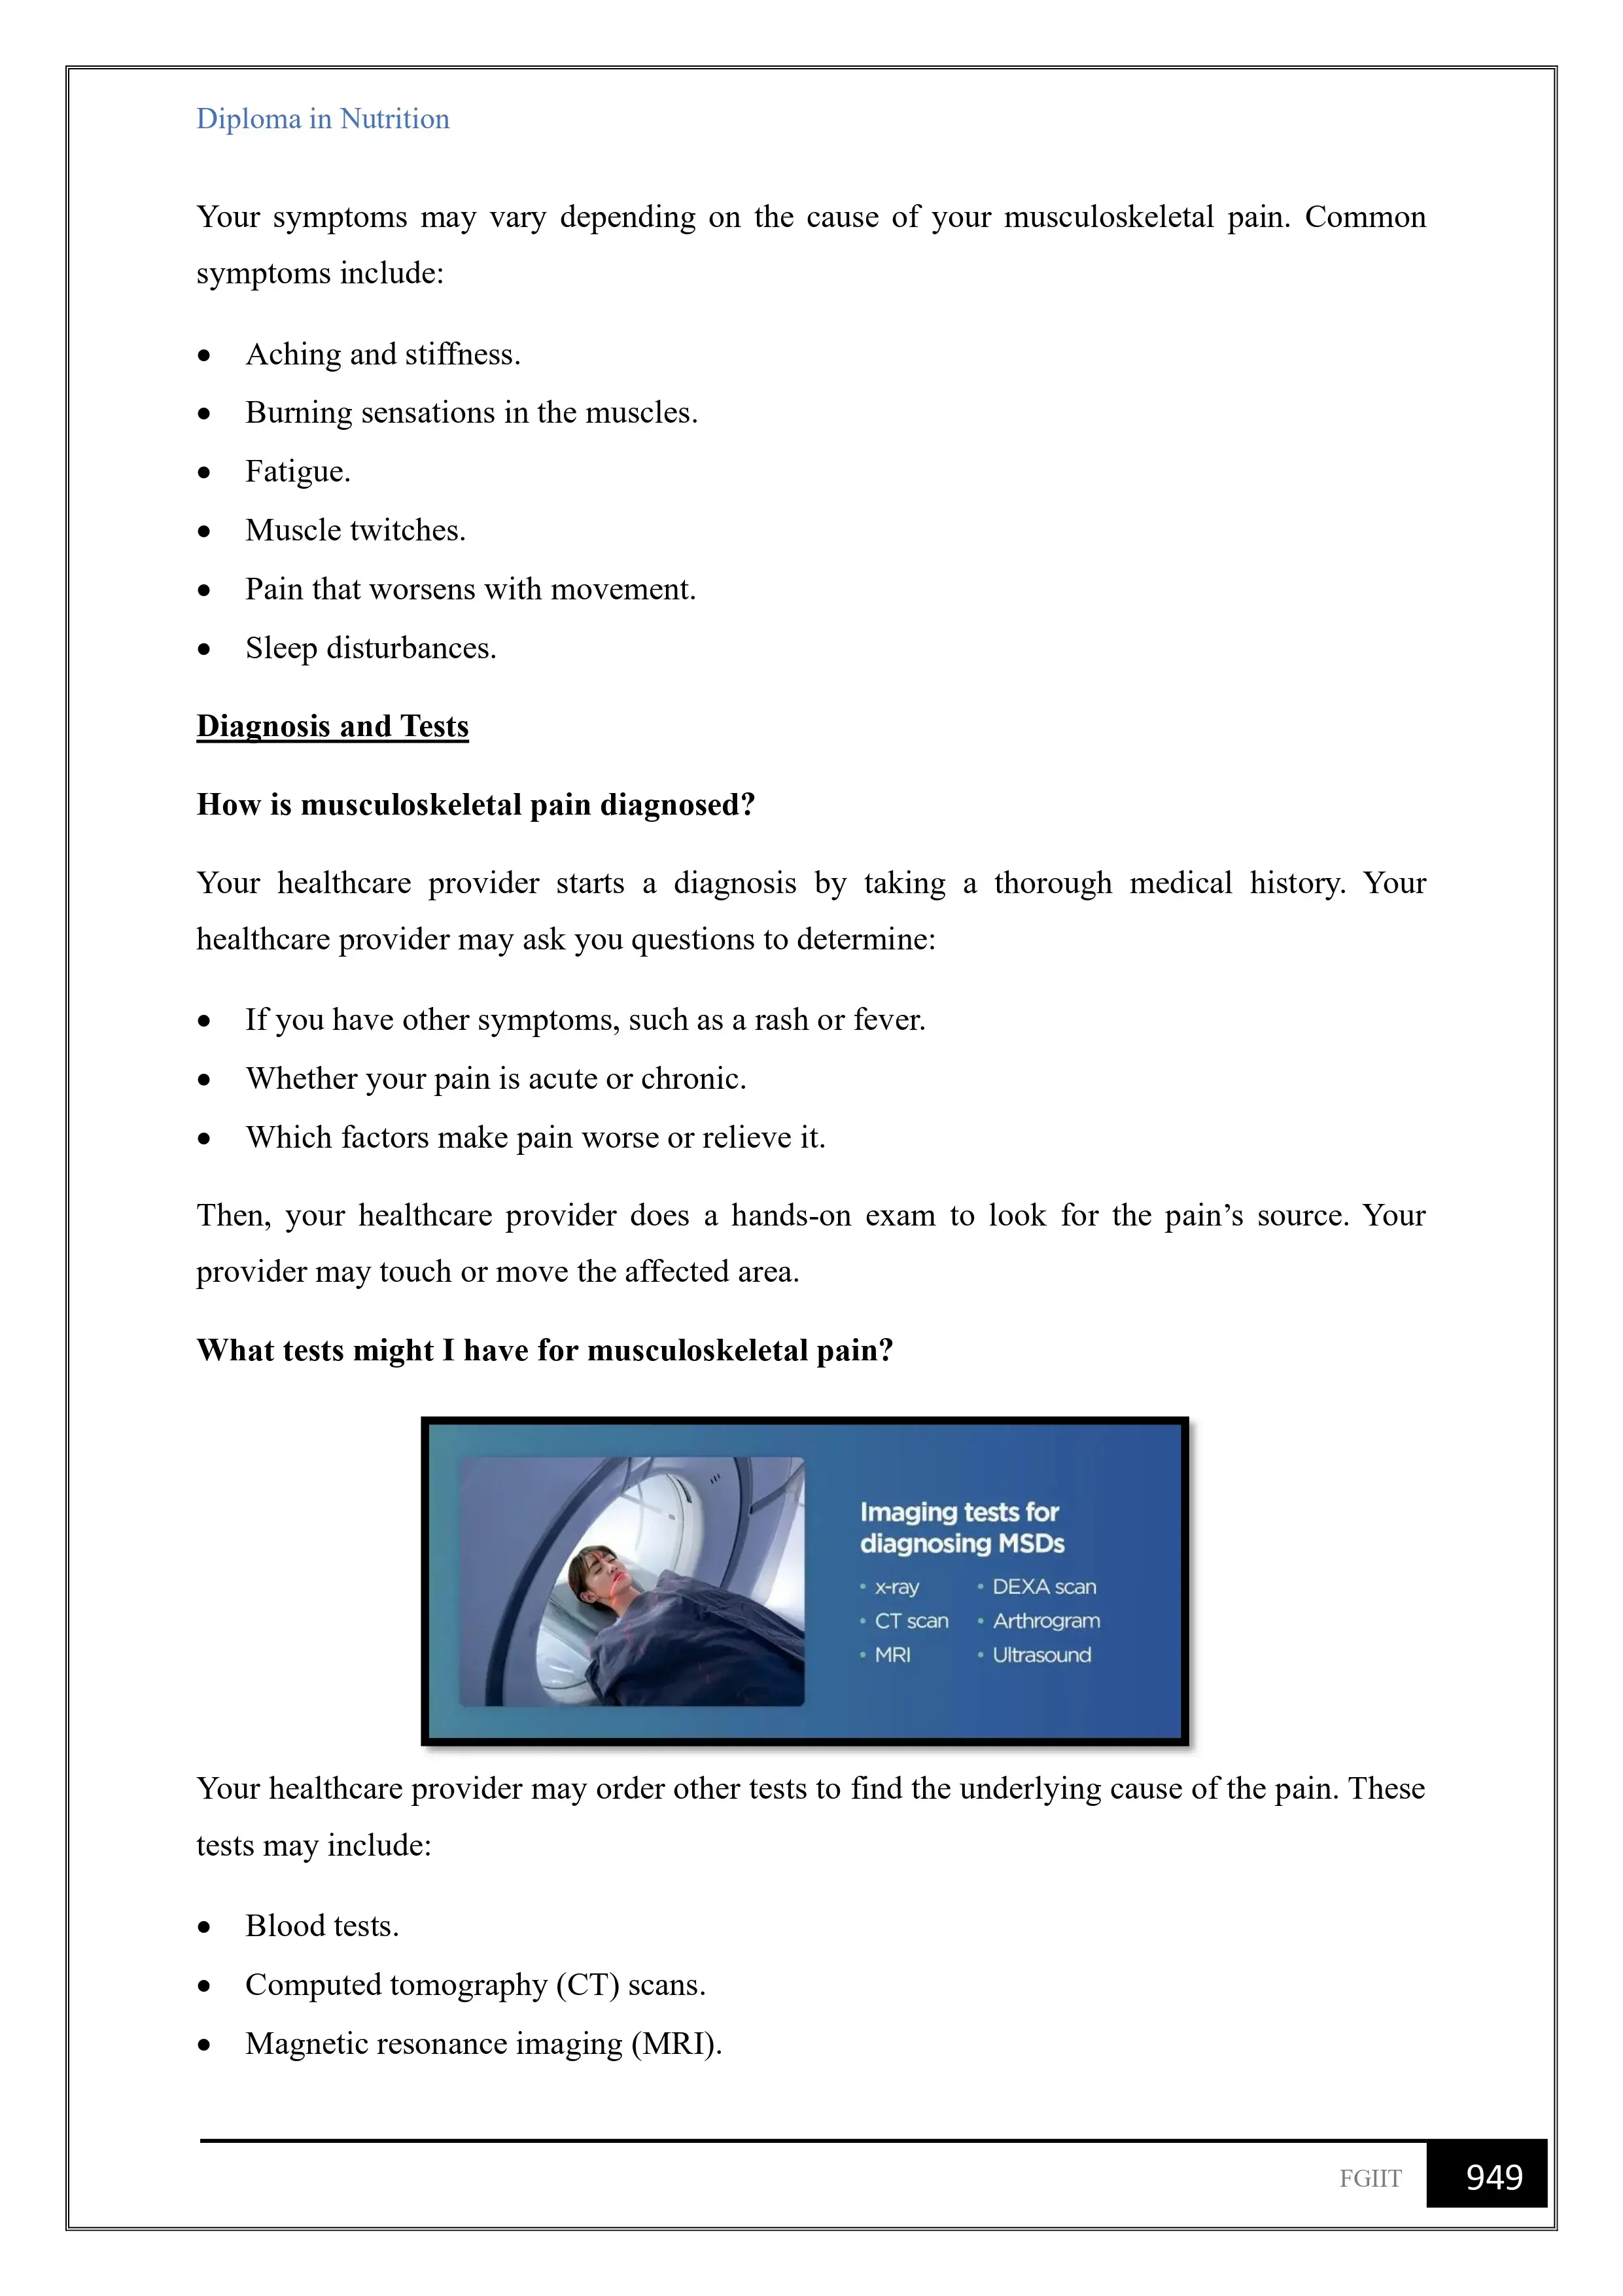 Diploma in Nutrition
Your symptoms may vary depending on the cause of your musculoskeletal pain. Common
symptoms include:
• Aching and stiffness.
• Burning sensations in the muscles.
• Fatigue.
• Muscle twitches.
• Pain that worsens with movement.
• Sleep disturbances.
Diagnosis and Tests
How is musculoskeletal pain diagnosed?
Your healthcare provider starts a diagnosis by taking a thorough medical history. Your
healthcare provider may ask you questions to determine:
• If you have other symptoms, such as a rash or fever.
• Whether your pain is acute or chronic.
• Which factors make pain worse or relieve it.
Then, your healthcare provider does a hands-on exam to look for the pain’s source. Your
provider may touch or move the affected area.
What tests might I have for musculoskeletal pain?
Imaging tests for
diagnosing MSDs
• x-ray • DEXA scan
• CT scan • Arthrogram
• MRI • Ultrasound
Your healthcare provider may order other tests to find the underlying cause of the pain. These
tests may include:
• Blood tests.
• Computed tomography (CT) scans.
• Magnetic resonance imaging (MRI).
FGIIT 949